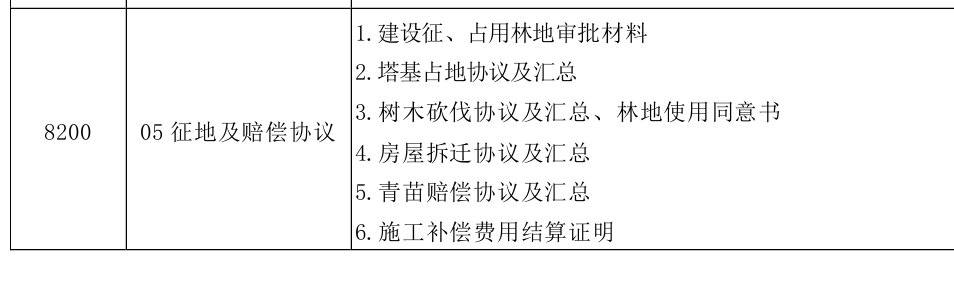 1.建设征、占用林地审批材料
2.塔基占地协议及汇总
3.树木砍伐协议及汇总、林地使用同意书
8200
05 征地及赔偿协议
4.房屋拆迁协议及汇总
5.青苗赔偿协议及汇总
6.施工补偿费用结算证明